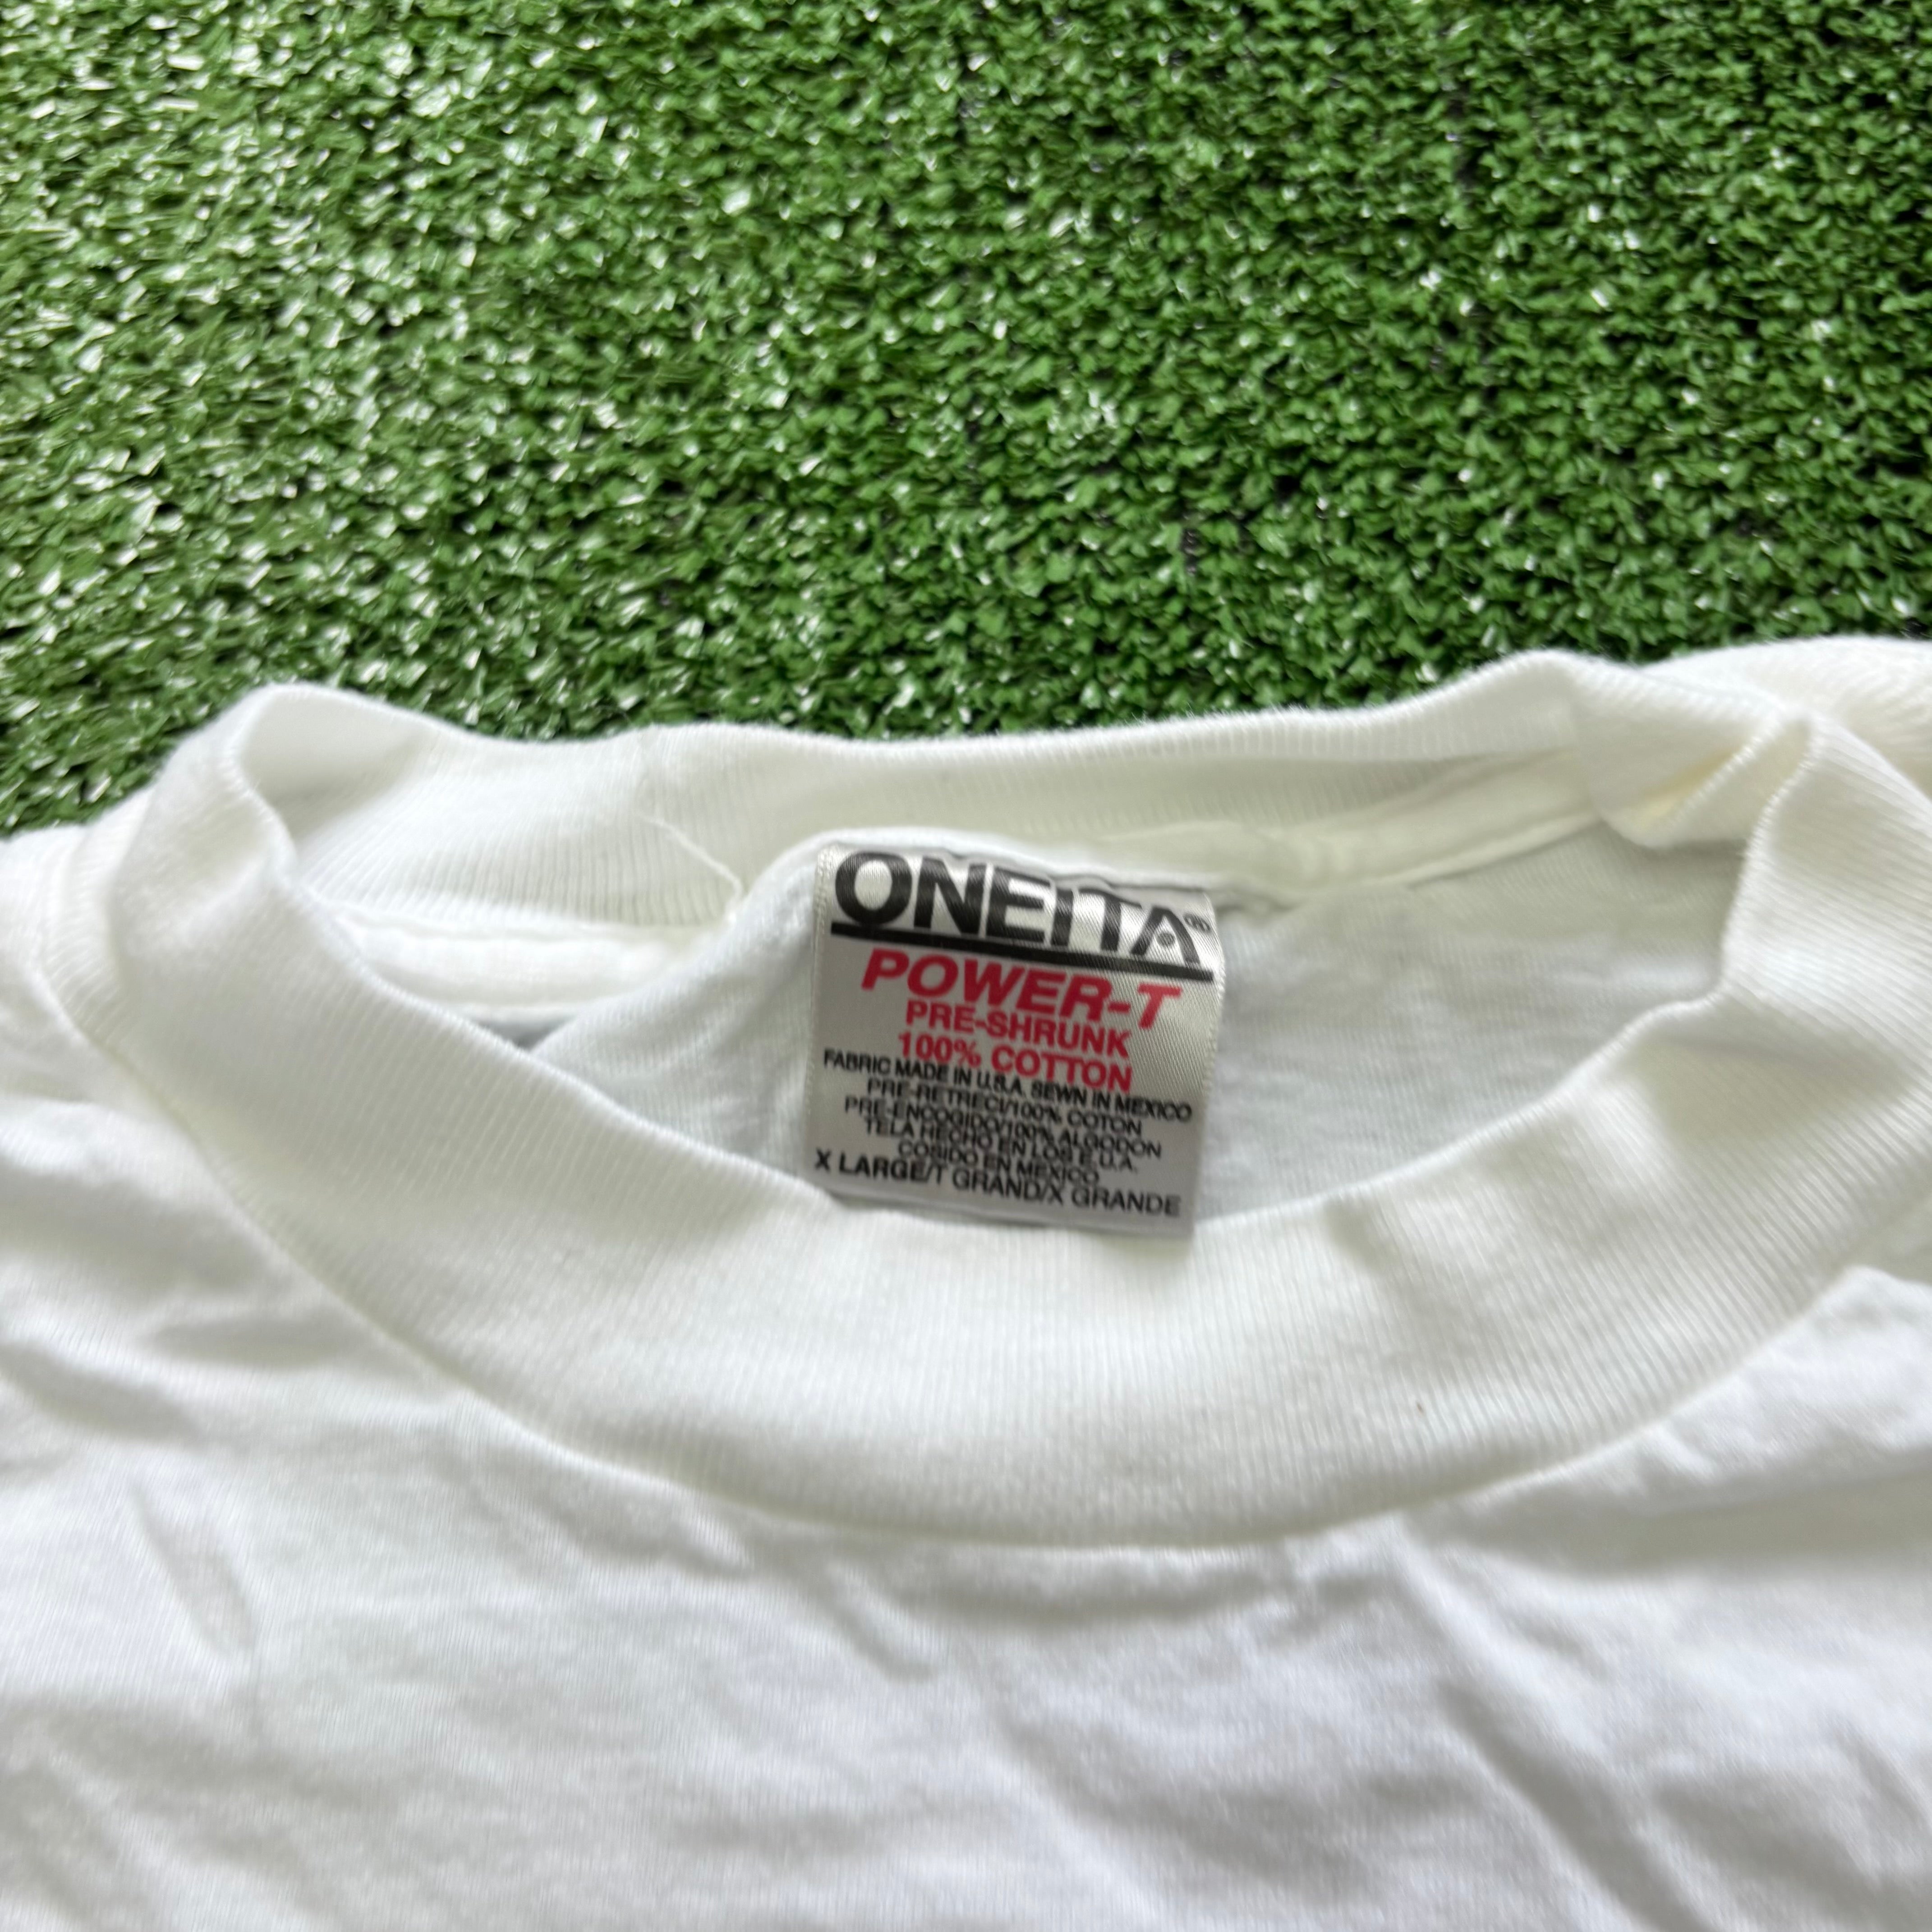 ONEITA®
POWER-T
PRE-SHRUNK
100% COTTON
FABRIC MADE IN U.S.A. SEWN IN MEXICO
PRE-RETRECI/100% COTON
PRE-ENCOGIDO/100% ALGODON
TELA HECHO EN LOS E.U.A.
COSIDO EN MEXICO
X LARGE/T GRAND/X GRANDE